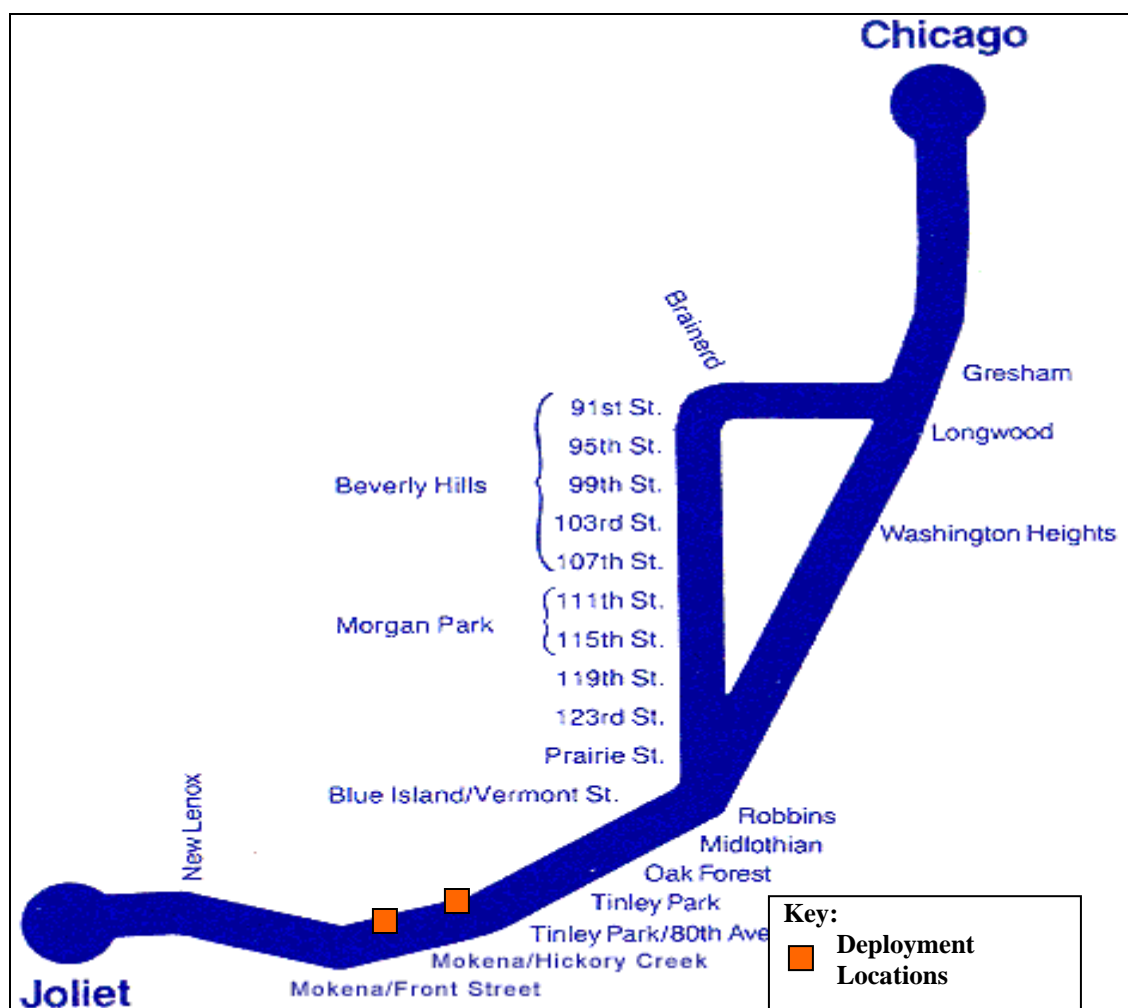 Chicago
Brainerd
Gresham
91st St.
Longwood
95th St.
Beverly Hills
99th St.
103rd St.
Washington Heights
107th St.
111th St.
Morgan Park
115th St.
119th St.
123rd St.
Prairie St.
Blue Island/Vermont St.
New Lenox
Robbins
Midlothian
Oak Forest
Tinley Park
Tinley Park/80th Ave
Mokena/Hickory Creek
Mokena/Front Street
Joliet
Key:
Deployment
Locations